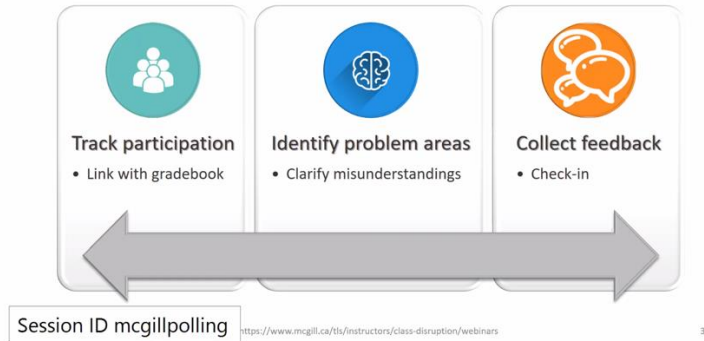 Track participation
• Link with gradebook
Identify problem areas
• Clarify misunderstandings
Collect feedback
• Check-in
Session ID mcgillpolling
https://www.mcgill.ca/tls/instructors/class-disruption/webinars
3